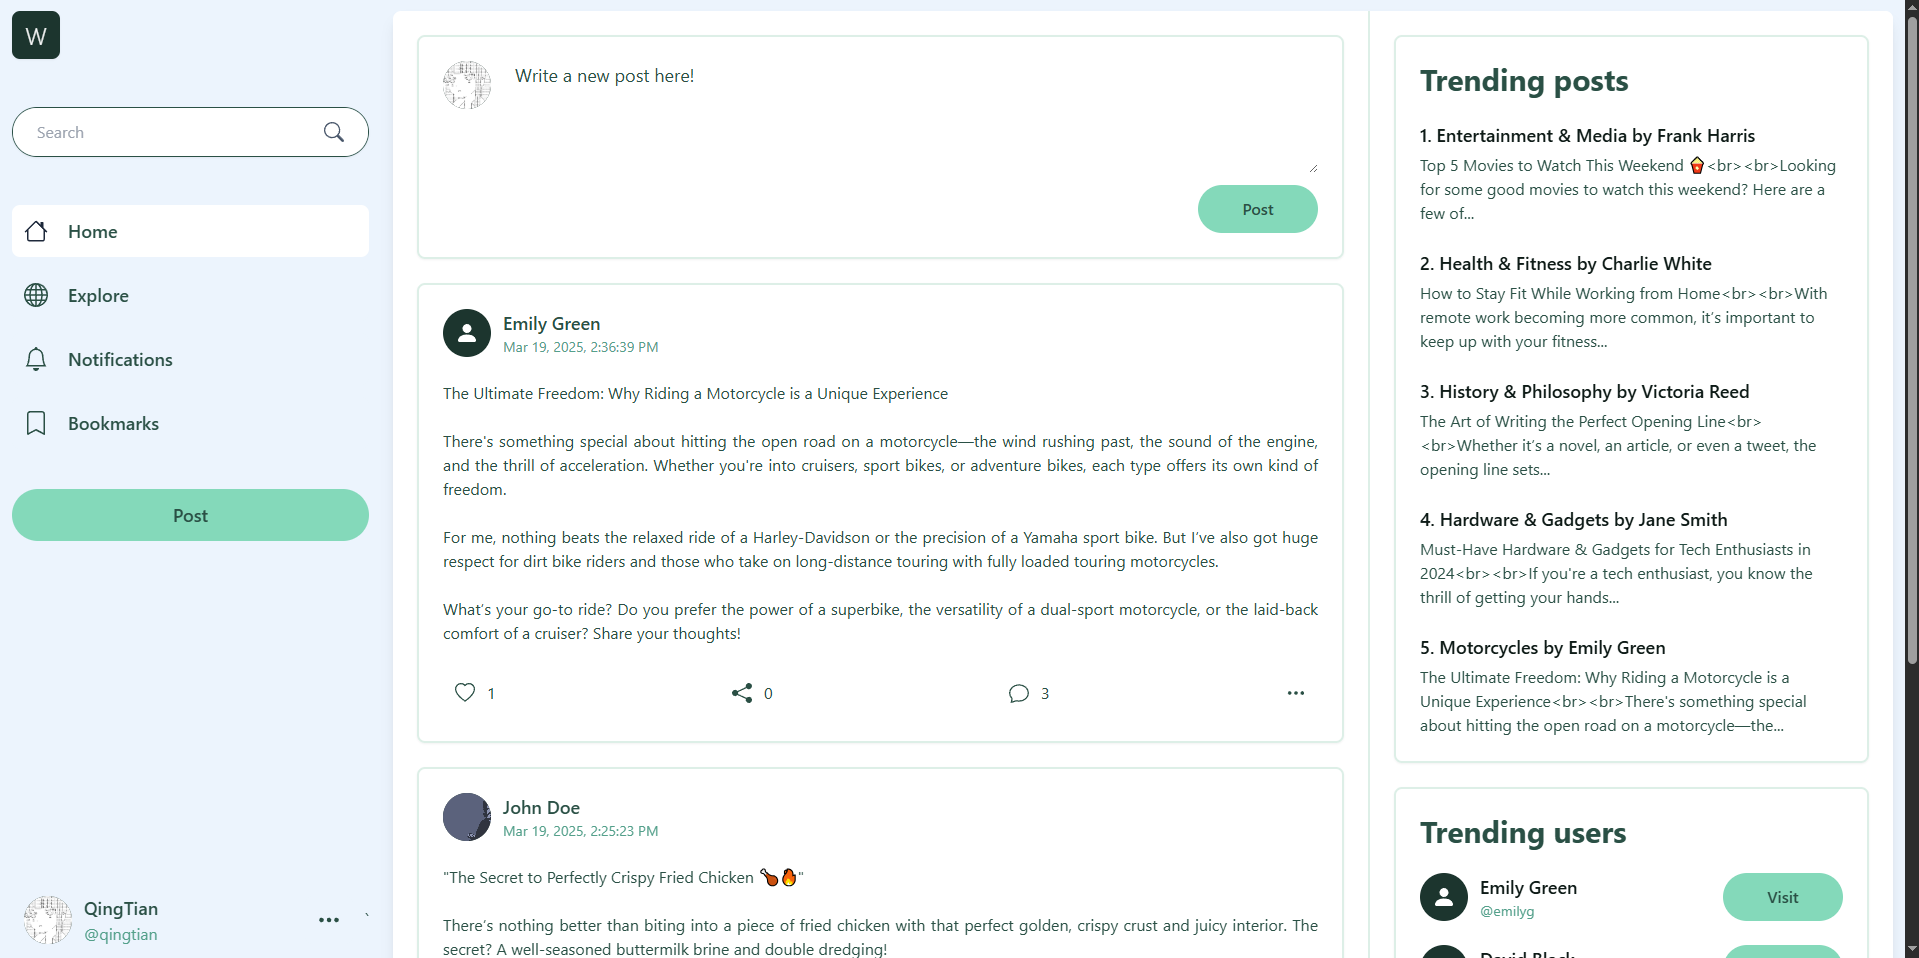 W
Search
Home
Explore
Notifications
Bookmarks
Post
QingTian
@qingtian
`
Write a new post here!
Post
Emily Green
Mar 19, 2025, 2:36:39 PM
The Ultimate Freedom: Why Riding a Motorcycle is a Unique Experience
There's something special about hitting the open road on a motorcycle—the wind rushing past, the sound of the engine,
and the thrill of acceleration. Whether you're into cruisers, sport bikes, or adventure bikes, each type offers its own kind of
freedom.
For me, nothing beats the relaxed ride of a Harley-Davidson or the precision of a Yamaha sport bike. But I’ve also got huge
respect for dirt bike riders and those who take on long-distance touring with fully loaded touring motorcycles.
What’s your go-to ride? Do you prefer the power of a superbike, the versatility of a dual-sport motorcycle, or the laid-back
comfort of a cruiser? Share your thoughts!
1
0
3
John Doe
Mar 19, 2025, 2:25:23 PM
"The Secret to Perfectly Crispy Fried Chicken 🍗🔥"
There’s nothing better than biting into a piece of fried chicken with that perfect golden, crispy crust and juicy interior. The
secret? A well-seasoned buttermilk brine and double dredging!
Trending posts
1. Entertainment & Media by Frank Harris
Top 5 Movies to Watch This Weekend 🍿<br><br>Looking
for some good movies to watch this weekend? Here are a
few of...
2. Health & Fitness by Charlie White
How to Stay Fit While Working from Home<br><br>With
remote work becoming more common, it’s important to
keep up with your fitness...
3. History & Philosophy by Victoria Reed
The Art of Writing the Perfect Opening Line<br>
<br>Whether it’s a novel, an article, or even a tweet, the
opening line sets...
4. Hardware & Gadgets by Jane Smith
Must-Have Hardware & Gadgets for Tech Enthusiasts in
2024<br><br>If you're a tech enthusiast, you know the
thrill of getting your hands...
5. Motorcycles by Emily Green
The Ultimate Freedom: Why Riding a Motorcycle is a
Unique Experience<br><br>There's something special
about hitting the open road on a motorcycle—the...
Trending users
Emily Green
@emilyg
Visit